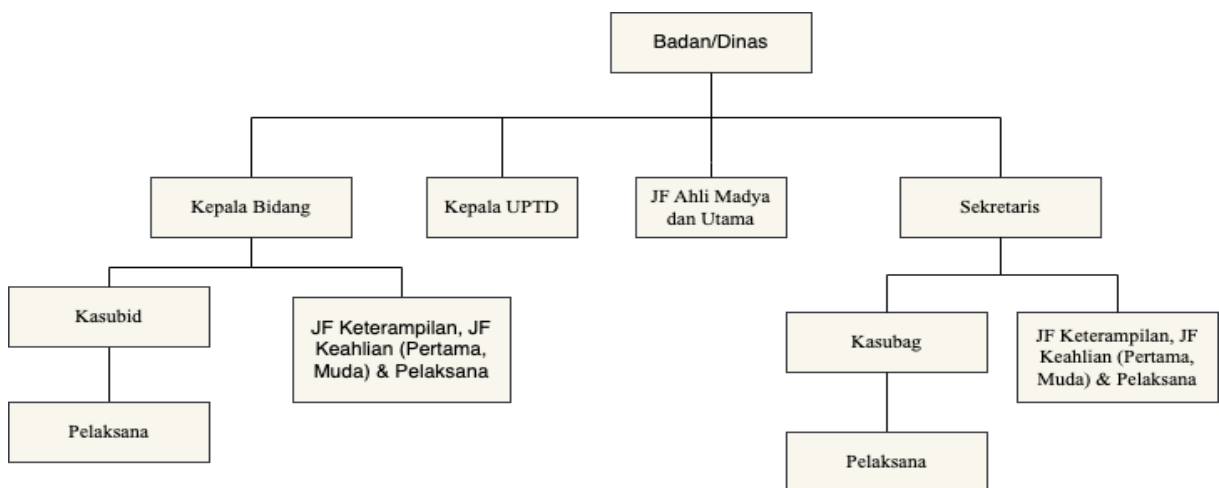 Badan/Dinas
Kepala Bidang
Kepala UPTD
JF Ahli Madya
dan Utama
Sekretaris
Kasubid
JF Keterampilan, JF
Keahlian (Pertama,
Muda) & Pelaksana
Pelaksana
Kasubag
JF Keterampilan, JF
Keahlian (Pertama,
Muda) & Pelaksana
Pelaksana